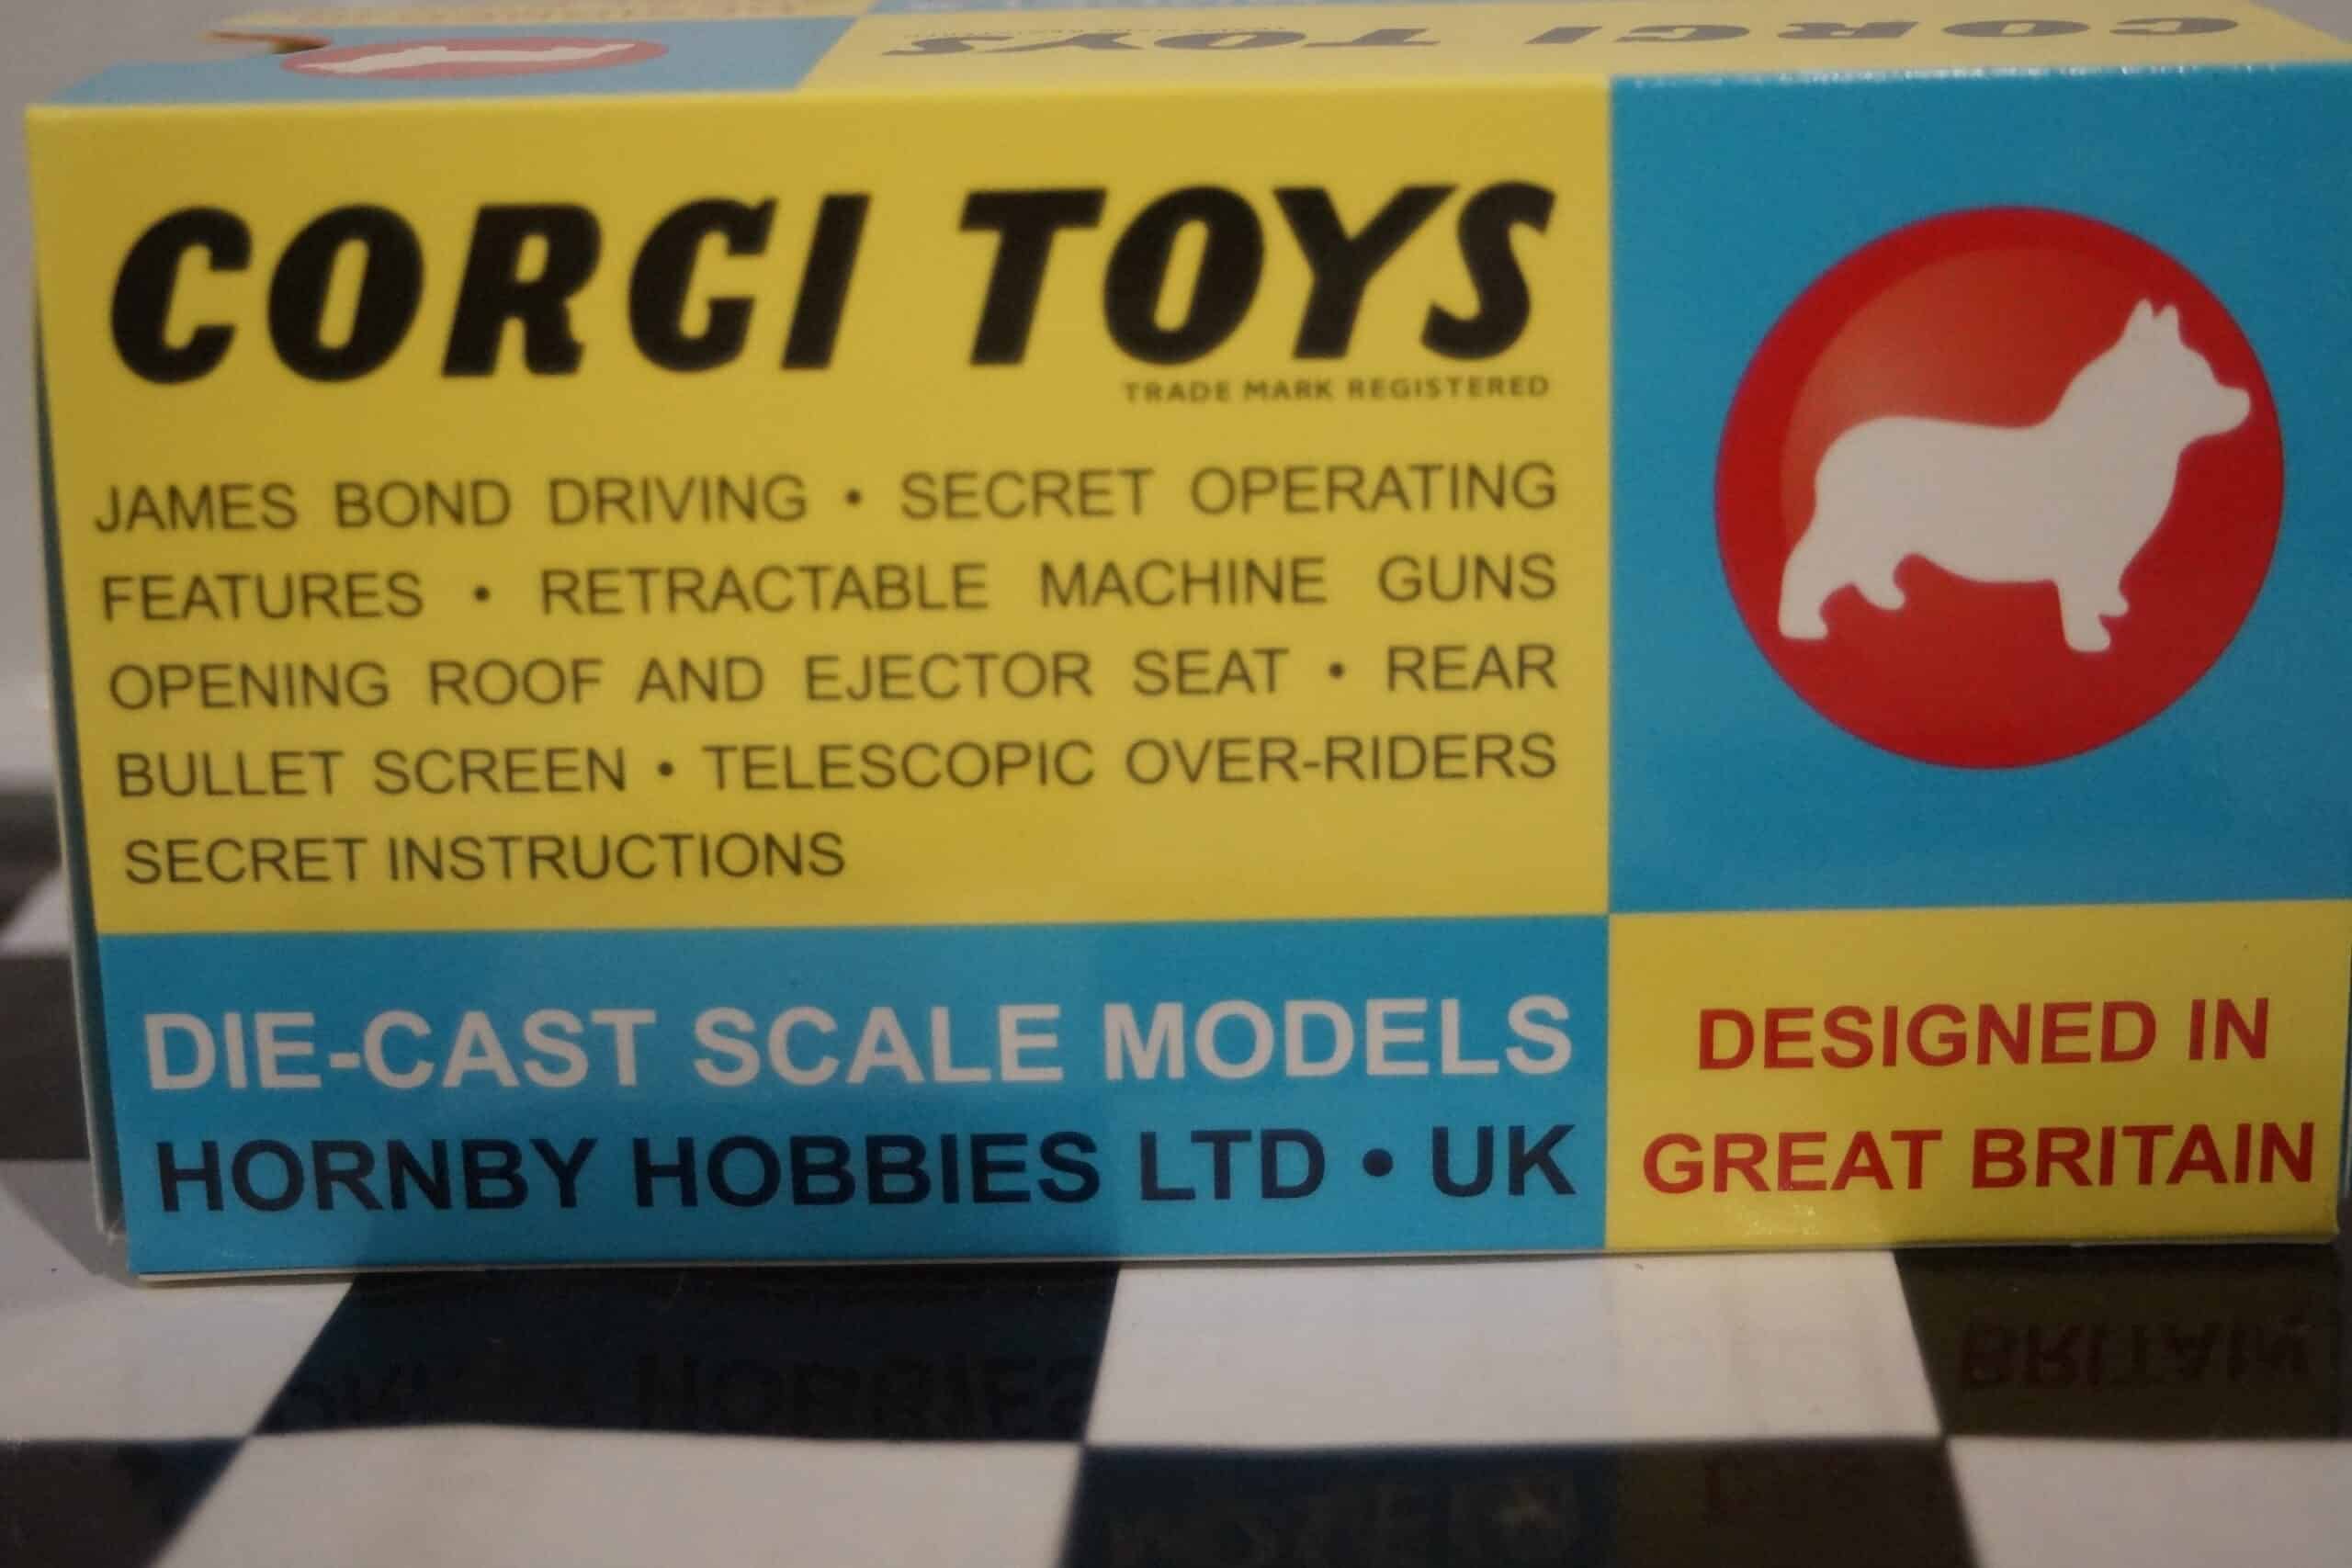 CORGI TOYS
CORGI TOYS
TRADE MARK REGISTERED
JAMES BOND DRIVING • SECRET OPERATING
FEATURES • RETRACTABLE MACHINE GUNS
OPENING ROOF AND EJECTOR SEAT • REAR
BULLET SCREEN • TELESCOPIC OVER-RIDERS
SECRET INSTRUCTIONS
DIE-CAST SCALE MODELS
HORNBY HOBBIES LTD • UK
DESIGNED IN
GREAT BRITAIN